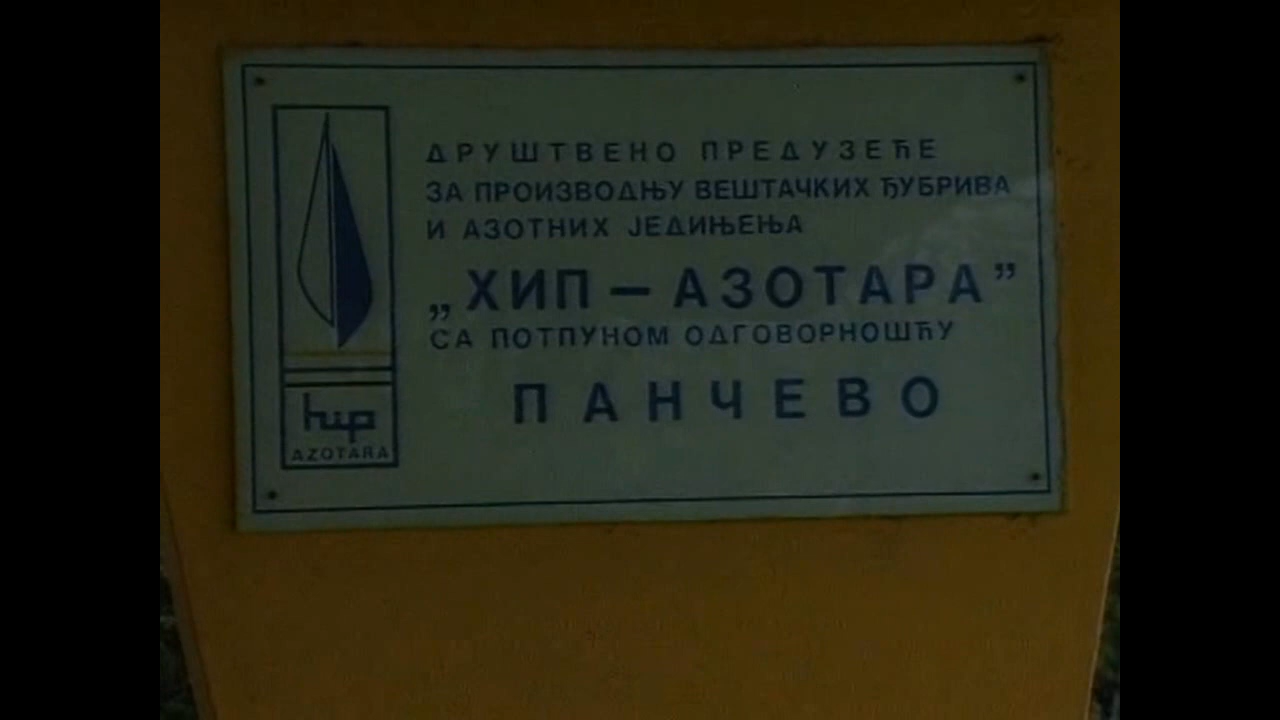 ДРУШТВЕНО ПРЕДУЗЕЋЕ
ЗА ПРОИЗВОДЊУ ВЕШТАЧКИХ ЂУБРИВА
И АЗОТНИХ ЈЕДИЊЕЊА
„ХИП – АЗОТАРА”
СА ПОТПУНОМ ОДГОВОРНОШЋУ
ПАНЧЕВО
hip
AZOTARA